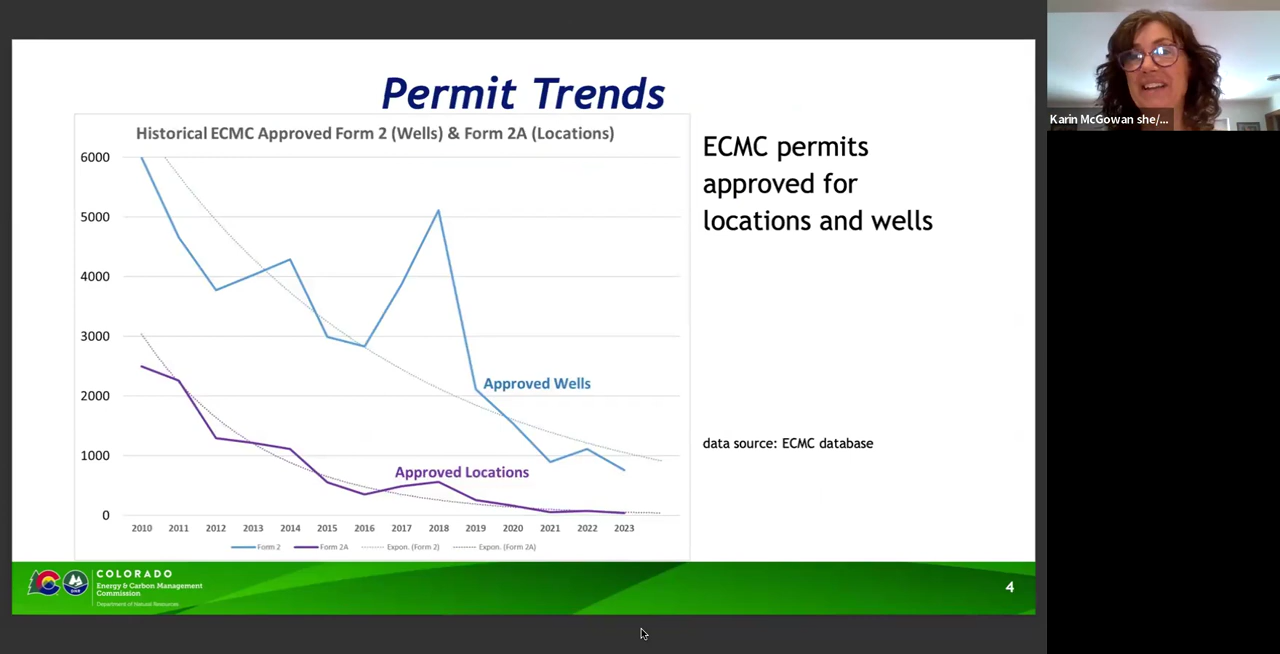 Permit Trends
Historical ECMC Approved Form 2 (Wells) & Form 2A (Locations)
6000
5000
4000
3000
2000
1000
0
Approved Wells
Approved Locations
2010 2011 2012 2013 2014 2015 2016 2017 2018 2019 2020 2021 2022 2023
Form 2 Form 2A Expon. (Form 2) Expon. (Form 2A)
ECMC permits
approved for
locations and wells
data source: ECMC database
COLORADO
Energy & Carbon Management
Commission
Department of Natural Resources
4
Karin McGowan she/...